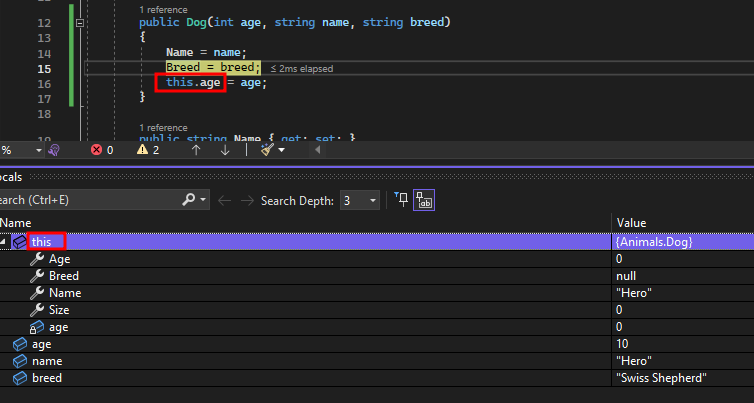 1 reference
12 public Dog(int age, string name, string breed)
13 {
14 Name = name;
15 Breed = breed; ≤ 2ms elapsed
16 this.age = age;
17 }
18
1 reference
public string Name { get; set; }
% 0 2
ocals
earch (Ctrl+E) Search Depth: 3
Name Value
this {Animals.Dog}
Age 0
Breed null
Name "Hero"
Size 0
age 0
age 10
name "Hero"
breed "Swiss Shepherd"